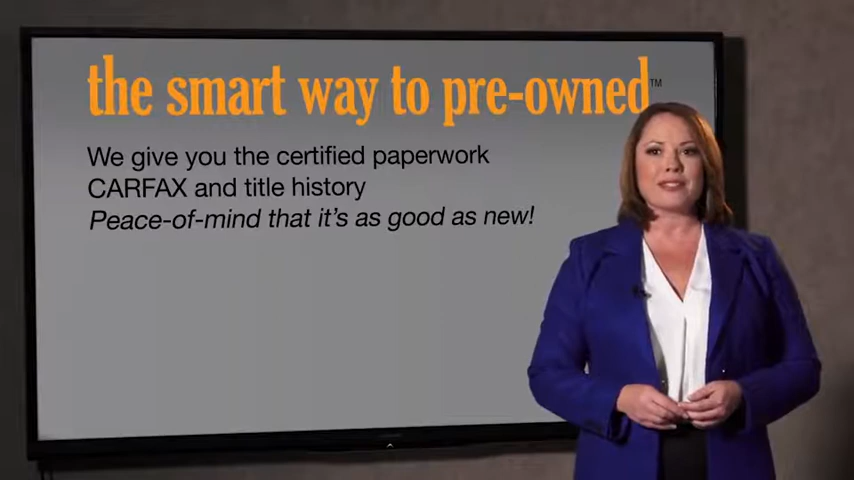 the smart way to pre-owned™
We give you the certified paperwork
CARFAX and title history
Peace-of-mind that it's as good as new!